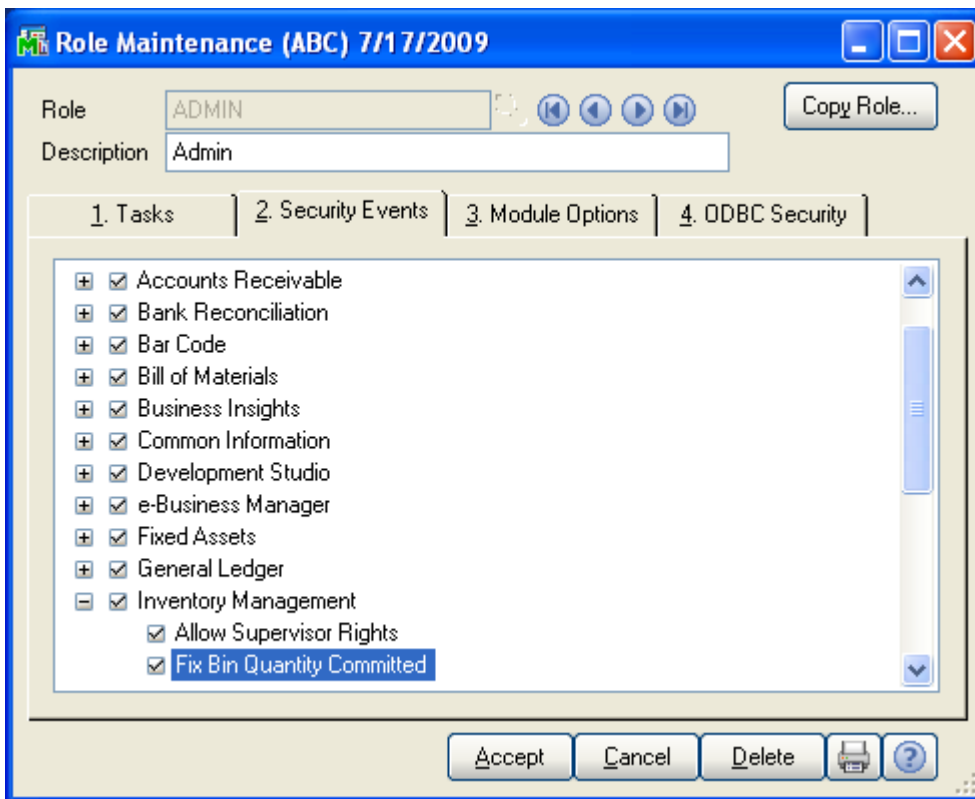 Role Maintenance (ABC) 7/17/2009
Role ADMIN Copy Role...
Description Admin
1. Tasks 2. Security Events 3. Module Options 4. ODBC Security
Accounts Receivable
Bank Reconciliation
Bar Code
Bill of Materials
Business Insights
Common Information
Development Studio
e-Business Manager
Fixed Assets
General Ledger
Inventory Management
Allow Supervisor Rights
Fix Bin Quantity Committed
Accept Cancel Delete ?